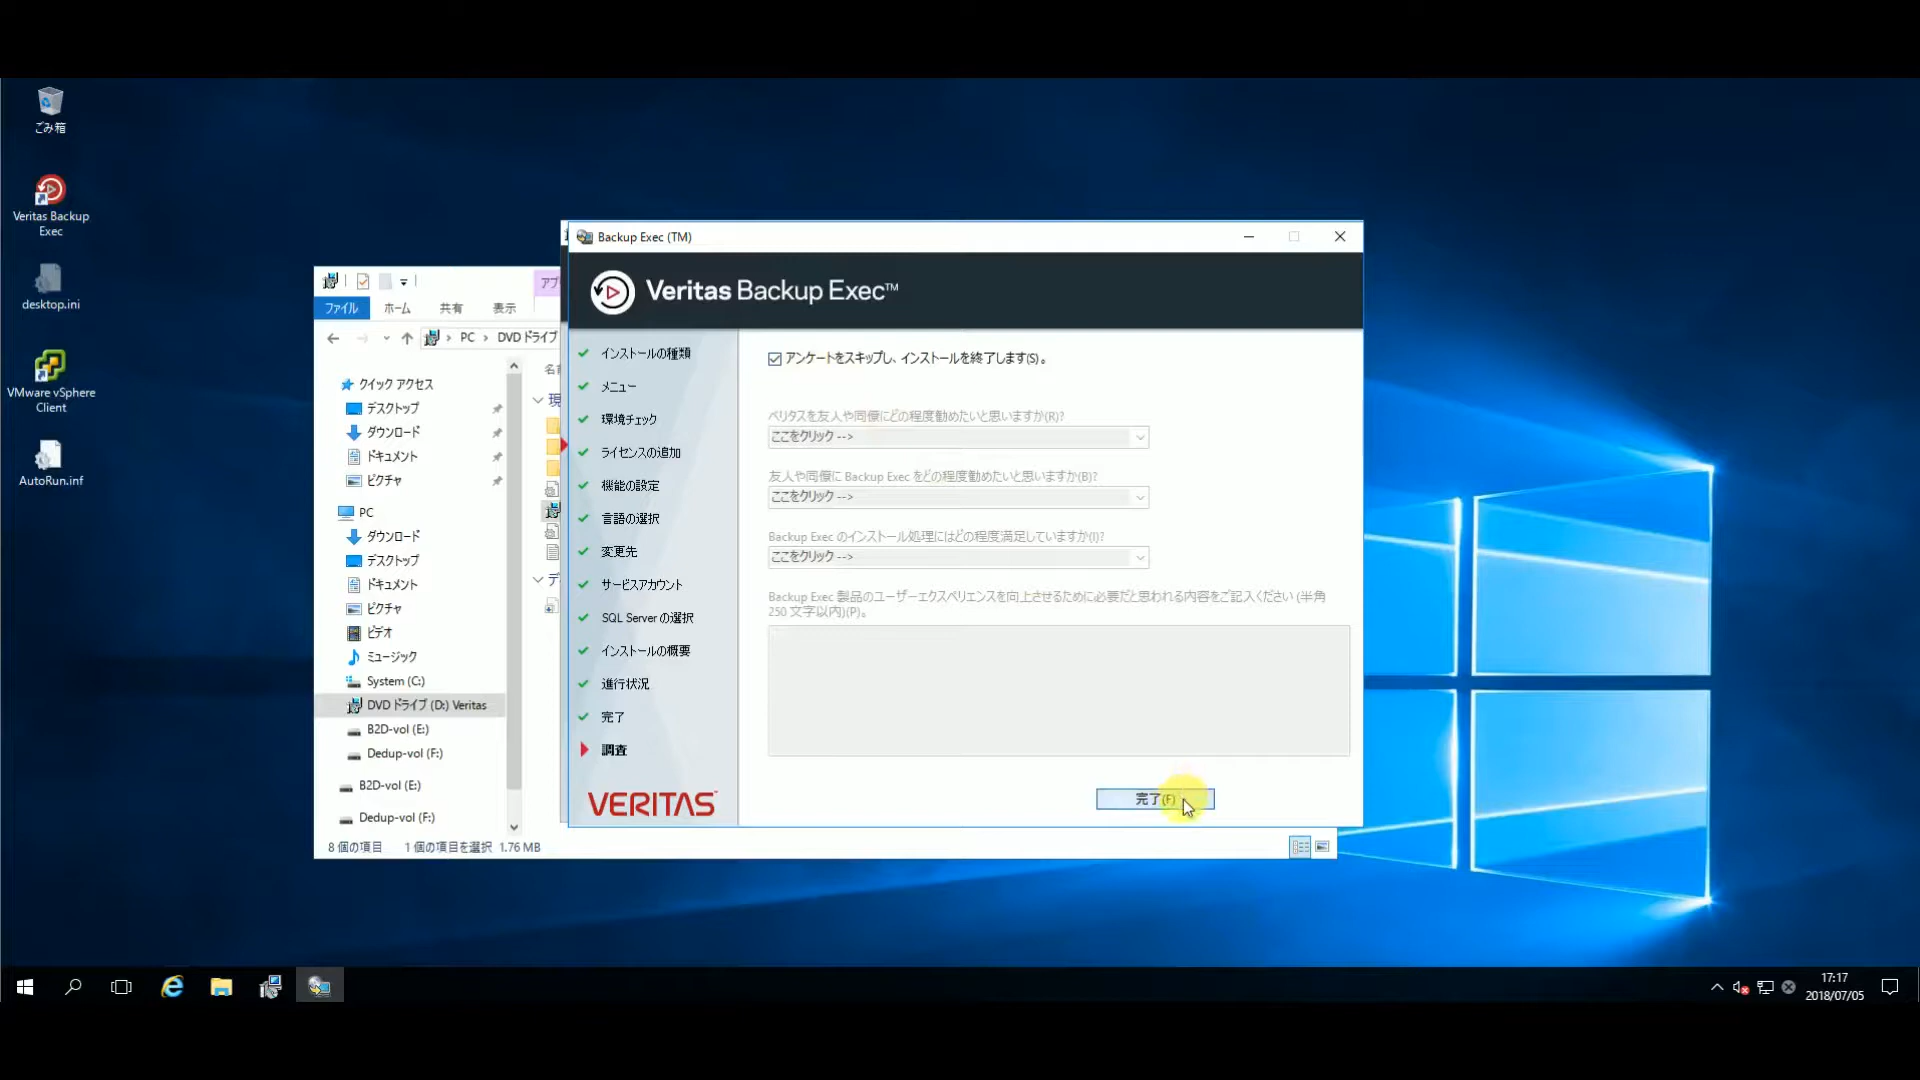 ごみ箱
Veritas Backup
Exec
desktop.ini
VMware vSphere
Client
AutoRun.inf
ファイル
ホーム
共有
表示
PC
DVD ドライブ
クイック アクセス
デスクトップ
ダウンロード
ドキュメント
ピクチャ
PC
ダウンロード
デスクトップ
ドキュメント
ピクチャ
ビデオ
ミュージック
System (C:)
DVD ドライブ (D:) Veritas
B2D-vol (E:)
Dedup-vol (F:)
B2D-vol (E:)
Dedup-vol (F:)
8 個の項目
1 個の項目を選択 1.76 MB
Backup Exec (TM)
Veritas Backup Exec™
インストールの種類
メニュー
環境チェック
ライセンスの追加
機能の設定
言語の選択
変更先
サービスアカウント
SQL Server の選択
インストールの概要
進行状況
完了
調査
VERITAS
アンケートをスキップし、インストールを終了します(S)。
ベリタスを友人や同僚にどの程度勧めたいと思いますか(R)?
ここをクリック -->
友人や同僚に Backup Exec をどの程度勧めたいと思いますか(B)?
ここをクリック -->
Backup Exec のインストール処理にはどの程度満足していますか(I)?
ここをクリック -->
Backup Exec 製品のユーザーエクスペリエンスを向上させるために必要だと思われる内容をご記入ください (半角
250 文字以内)(P)。
完了(F)
17:17
2018/07/05